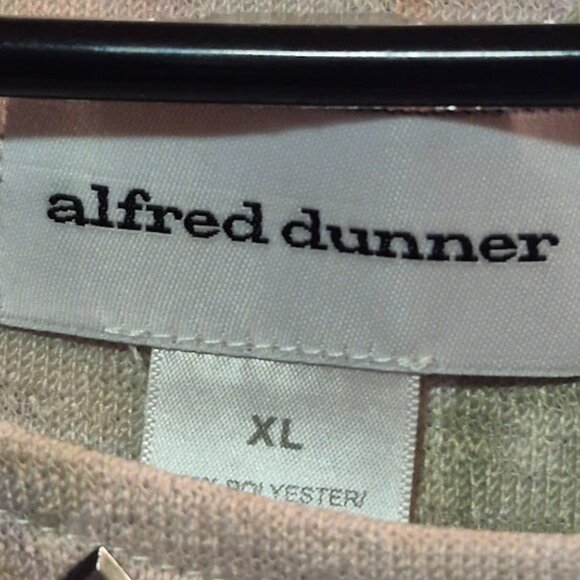 alfred dunner
XL
POLYESTER/